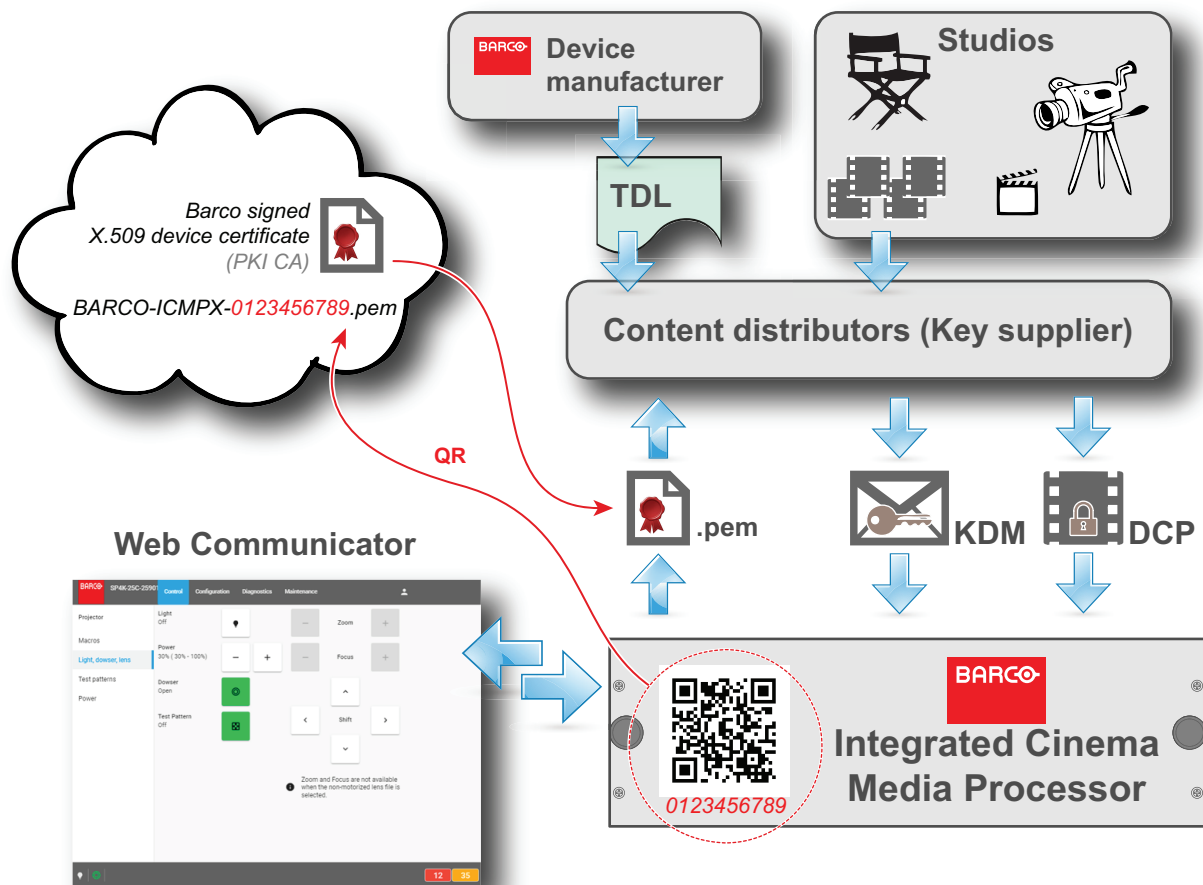 BARCO
Device
manufacturer
Studios
TDL
Barco signed
X.509 device certificate
(PKI CA)
BARCO-ICMPX-0123456789.pem
Content distributors (Key supplier)
QR
.pem
KDM
DCP
Web Communicator
BARCO
SP4K-25C-2590
Control
Configuration
Diagnostics
Maintenance
Projector
Macros
Light, dowser, lens
Test patterns
Power
Light
Off
Zoom
Power
30% ( 30% - 100%)
Focus
Dowser
Open
Test Pattern
Off
Shift
Zoom and Focus are not available
when the non-motorized lens file is
selected.
12
35
BARCO
Integrated Cinema
Media Processor
0123456789